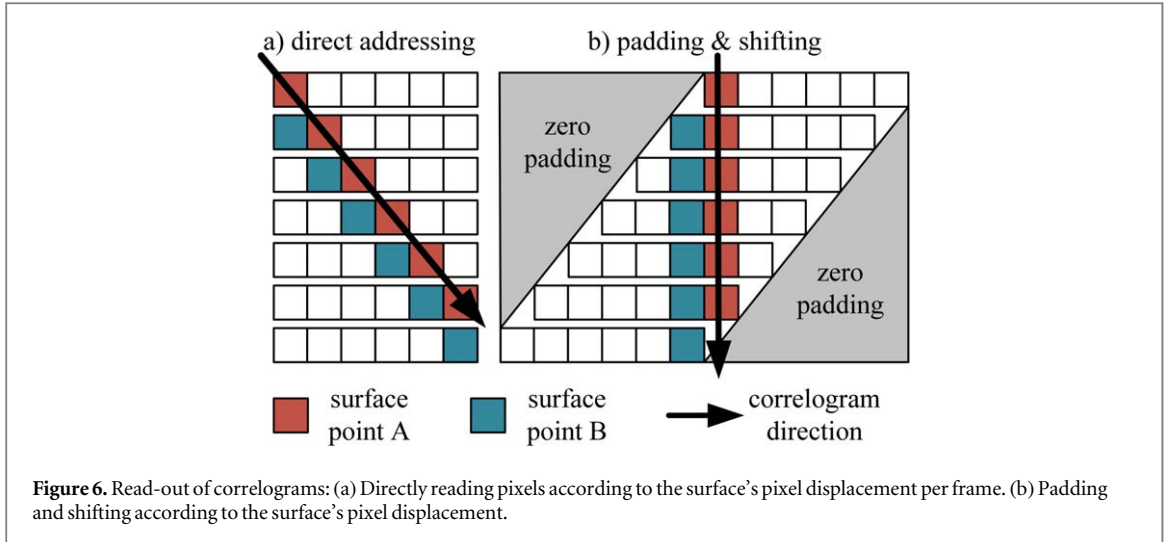 a) direct addressing
b) padding & shifting
zero
padding
zero
padding
surface
point A
surface
point B
correlogram
direction
Figure 6. Read-out of correlograms: (a) Directly reading pixels according to the surface's pixel displacement per frame. (b) Padding
and shifting according to the surface's pixel displacement.